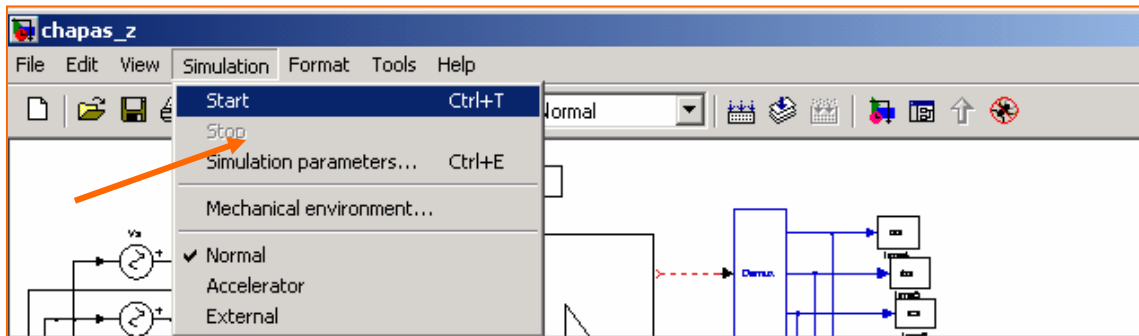 chapas_z
File Edit View Simulation Format Tools Help
Start Ctrl+T
Normal
Stop
Simulation parameters... Ctrl+E
Mechanical environment...
Normal
Accelerator
External
Va
Demux